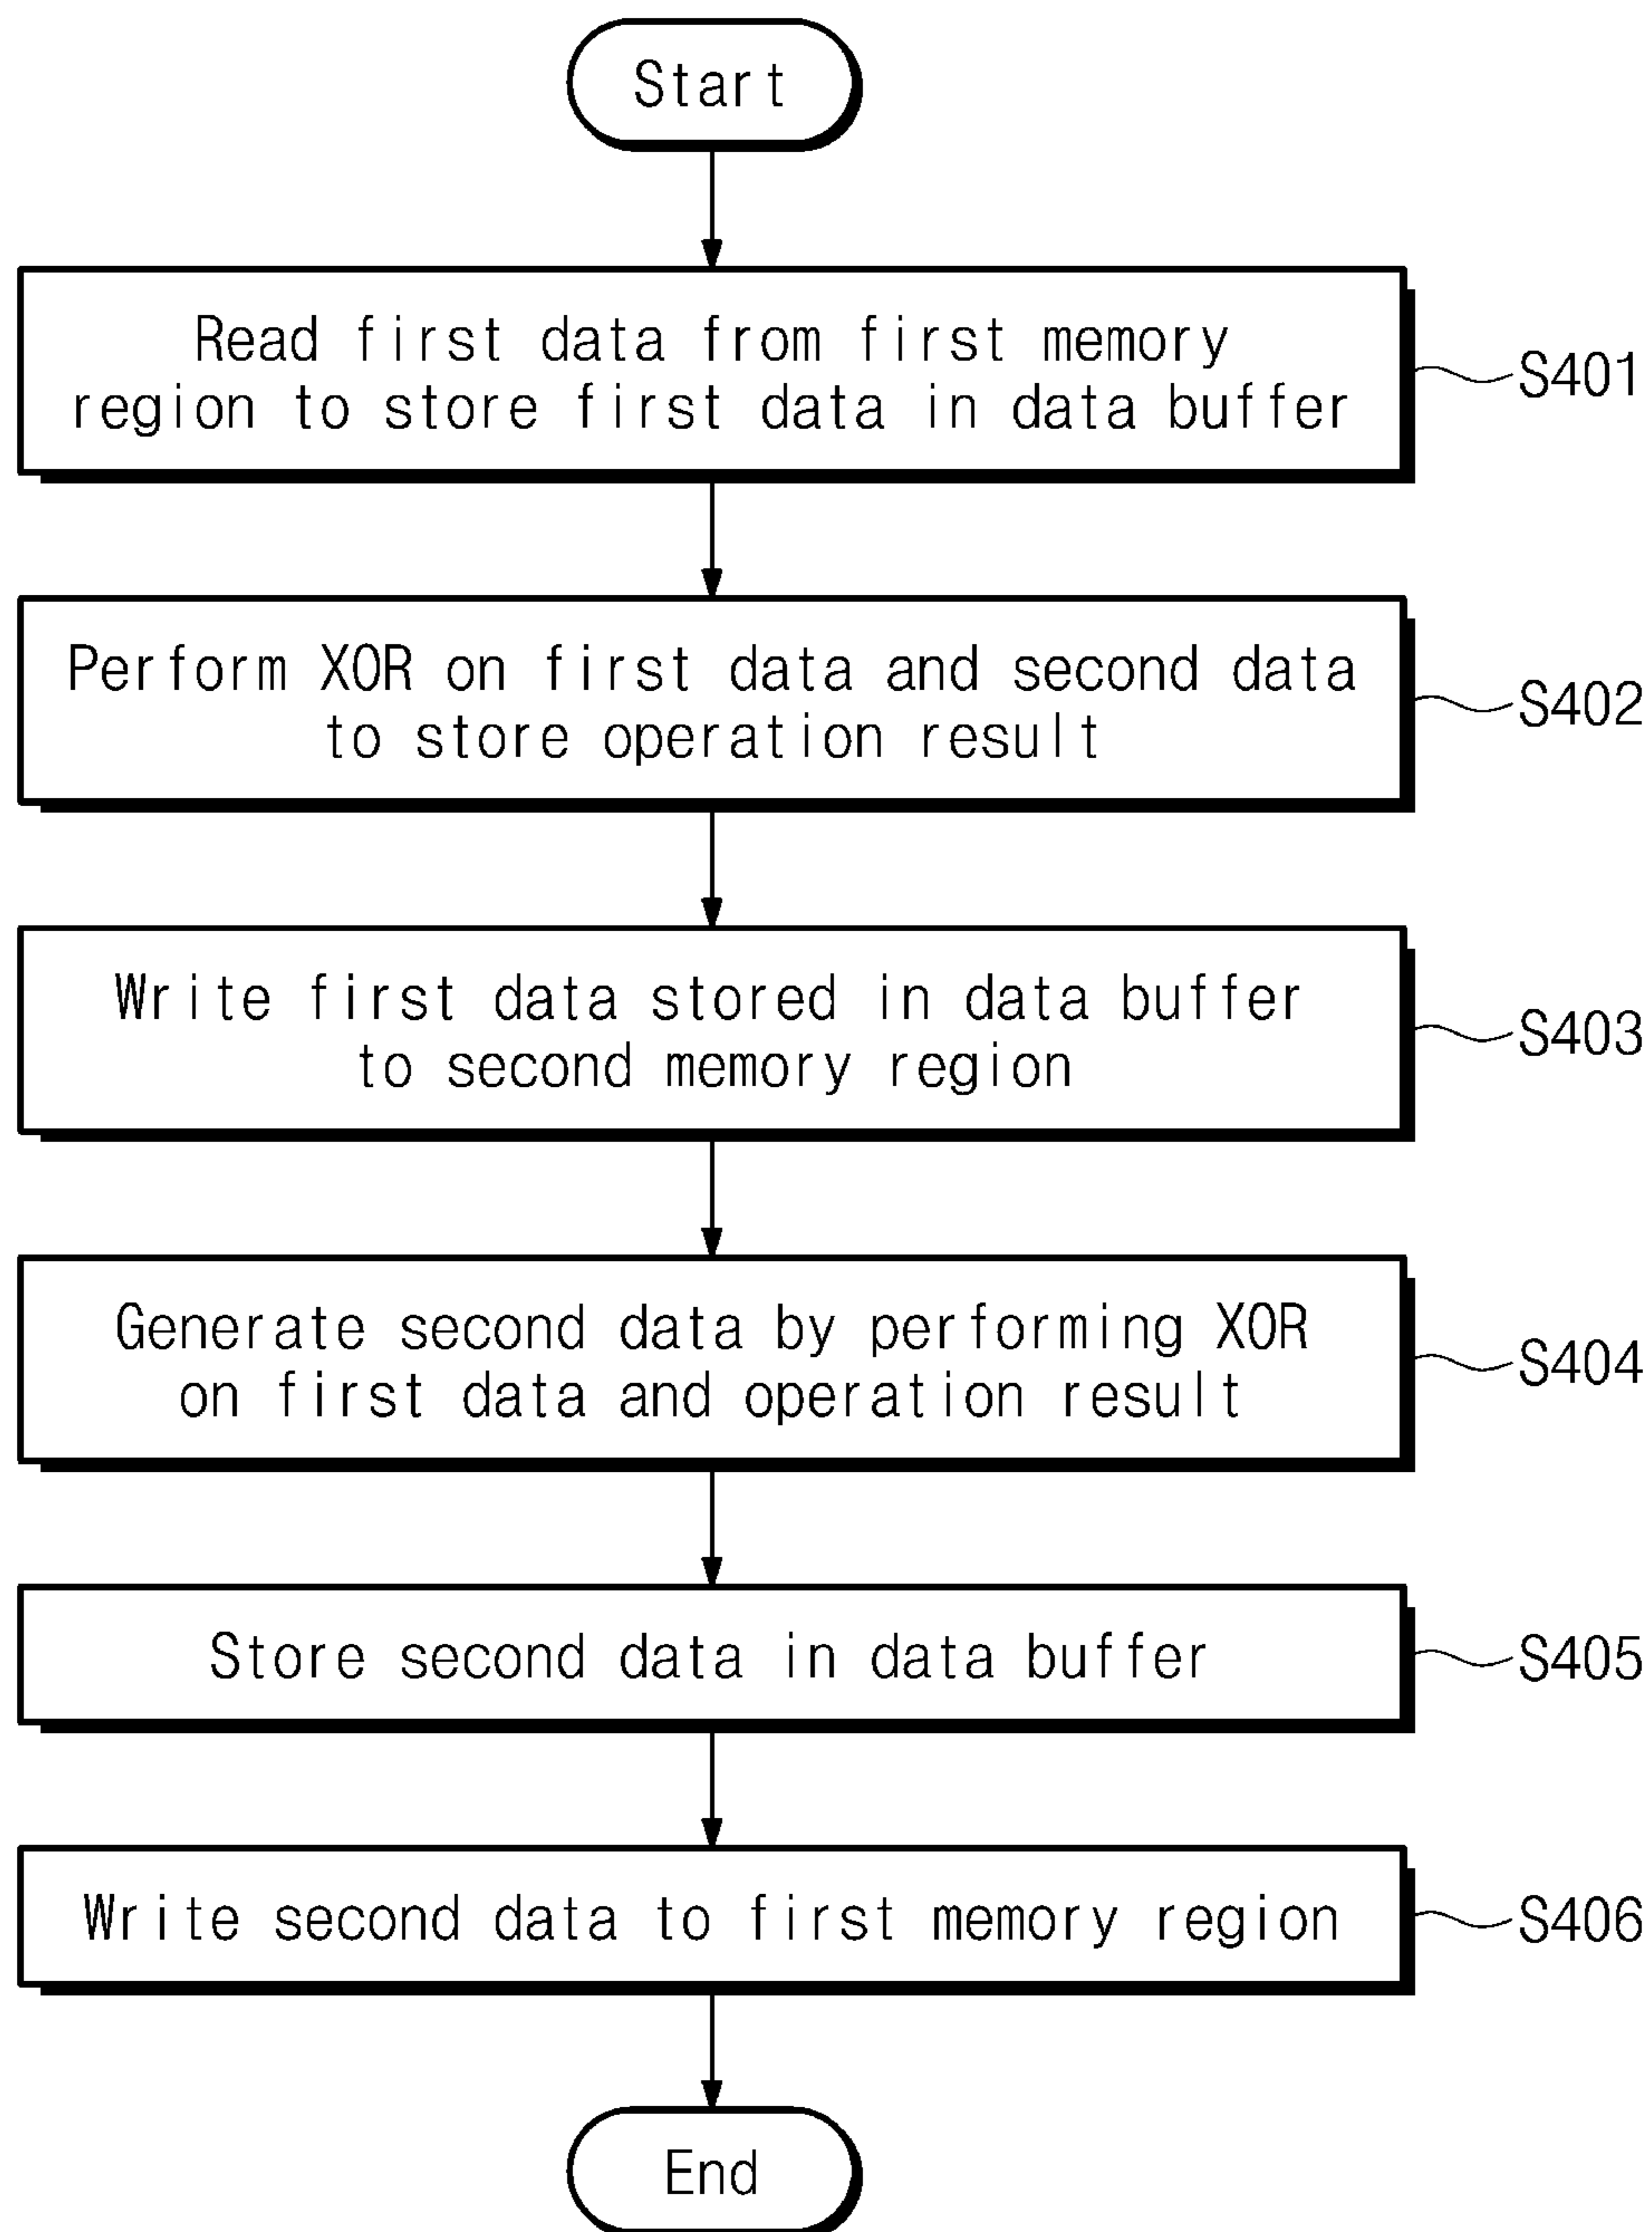 Start
Read first data from first memory
region to store first data in data buffer
S401
Perform XOR on first data and second data
to store operation result
S402
Write first data stored in data buffer
to second memory region
S403
Generate second data by performing XOR
on first data and operation result
S404
Store second data in data buffer
S405
Write second data to first memory region
S406
End